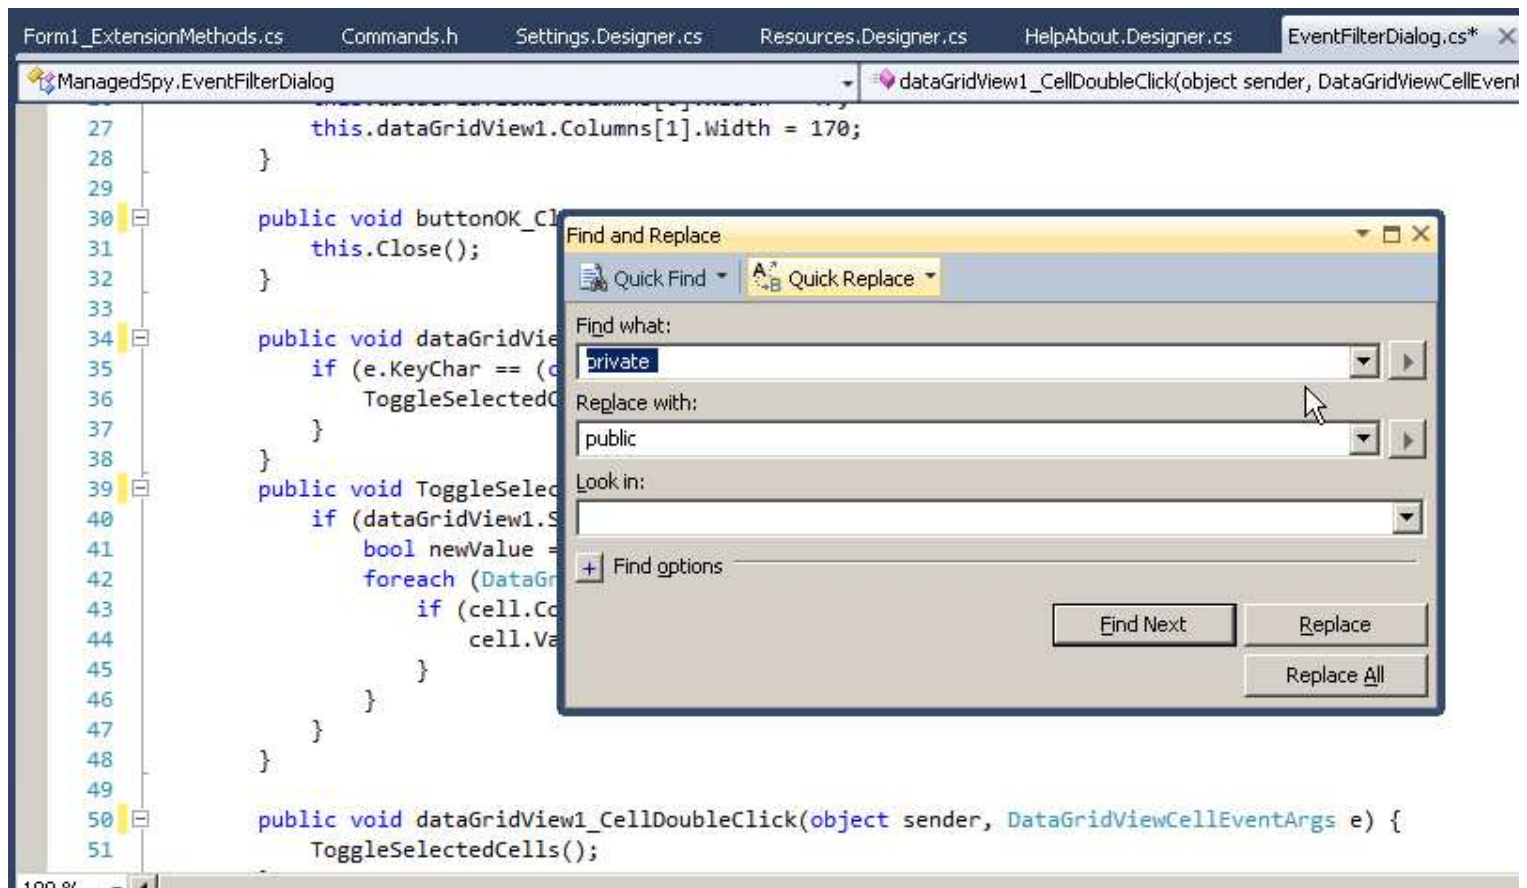 Form1_ExtensionMethods.cs Commands.h Settings.Designer.cs Resources.Designer.cs HelpAbout.Designer.cs EventFilterDialog.cs*
ManagedSpy.EventFilterDialog dataGridView1_CellDoubleClick(object sender, DataGridViewCellEvent
27 this.dataGridView1.Columns[1].Width = 170;
28 }
29
30 public void buttonOK_Cl
31 this.Close();
32 }
33
34 public void dataGridVie
35 if (e.KeyChar == (c
36 ToggleSelectedC
37 }
38 }
39 public void ToggleSelec
40 if (dataGridView1.S
41 bool newValue =
42 foreach (DataGr
43 if (cell.Co
44 cell.Va
45 }
46 }
47 }
48 }
49
50 public void dataGridView1_CellDoubleClick(object sender, DataGridViewCellEventArgs e) {
51 ToggleSelectedCells();
Find and Replace
Quick Find Quick Replace
Find what:
private
Replace with:
public
Look in:
+ Find options
Find Next Replace
Replace All